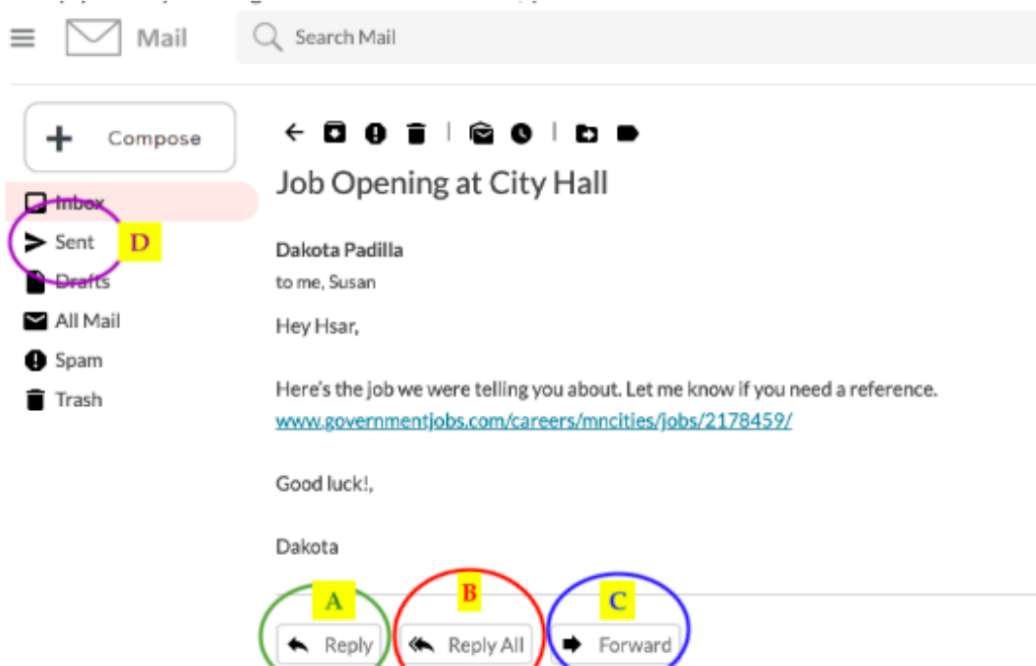 Mail
Search Mail
Compose
Job Opening at City Hall
Inbox
Sent D
Dakota Padilla
Drafts
to me, Susan
All Mail
Hey Hsar,
Spam
Here's the job we were telling you about. Let me know if you need a reference.
Trash
www.governmentjobs.com/careers/mncities/jobs/2178459/
Good luck!,
Dakota
A B C
Reply Reply All Forward